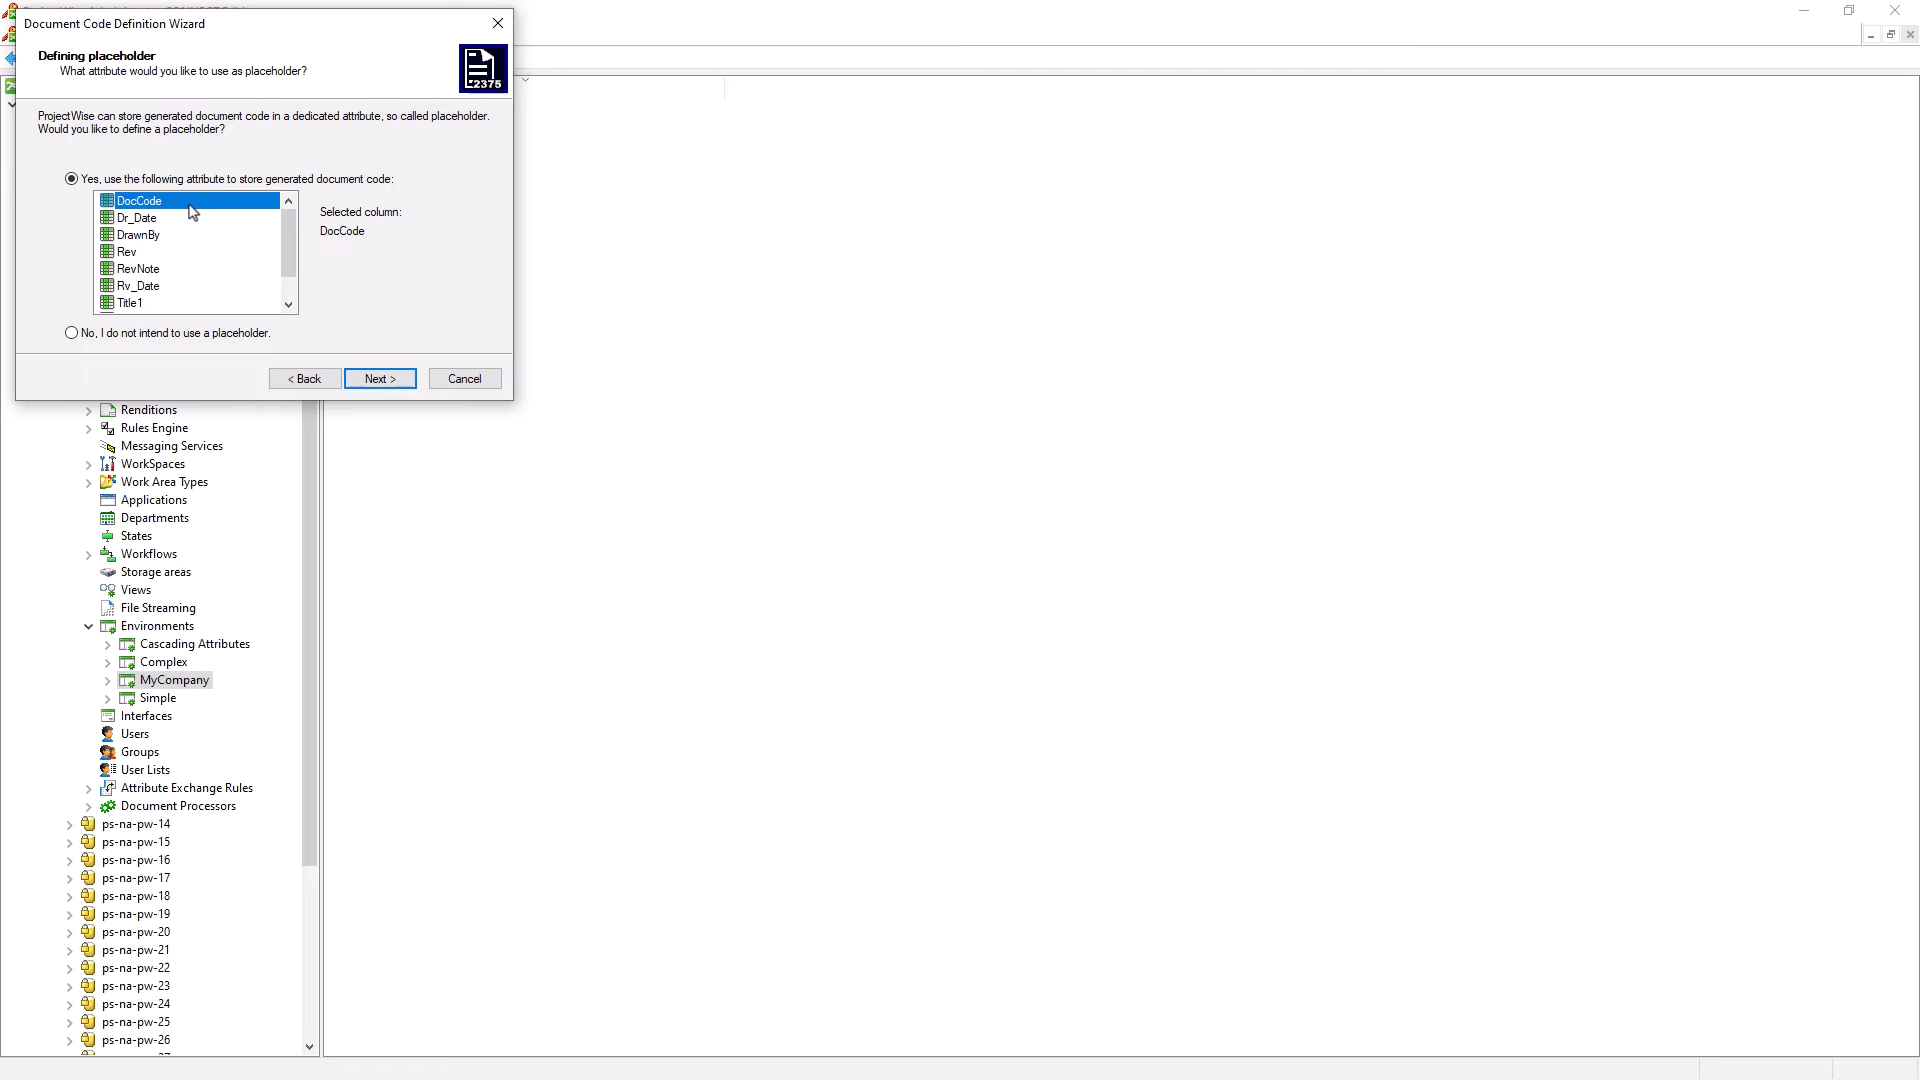 Document Code Definition Wizard
Defining placeholder
What attribute would you like to use as placeholder?
2375
ProjectWise can store generated document code in a dedicated attribute, so called placeholder.
Would you like to define a placeholder?
Yes, use the following attribute to store generated document code:
DocCode
Dr_Date
DrawnBy
Rev
RevNote
Rv_Date
Title1
Selected column:
DocCode
No, I do not intend to use a placeholder.
< Back
Next >
Cancel
Renditions
Rules Engine
Messaging Services
WorkSpaces
Work Area Types
Applications
Departments
States
Workflows
Storage areas
Views
File Streaming
Environments
Cascading Attributes
Complex
MyCompany
Simple
Interfaces
Users
Groups
User Lists
Attribute Exchange Rules
Document Processors
ps-na-pw-14
ps-na-pw-15
ps-na-pw-16
ps-na-pw-17
ps-na-pw-18
ps-na-pw-19
ps-na-pw-20
ps-na-pw-21
ps-na-pw-22
ps-na-pw-23
ps-na-pw-24
ps-na-pw-25
ps-na-pw-26